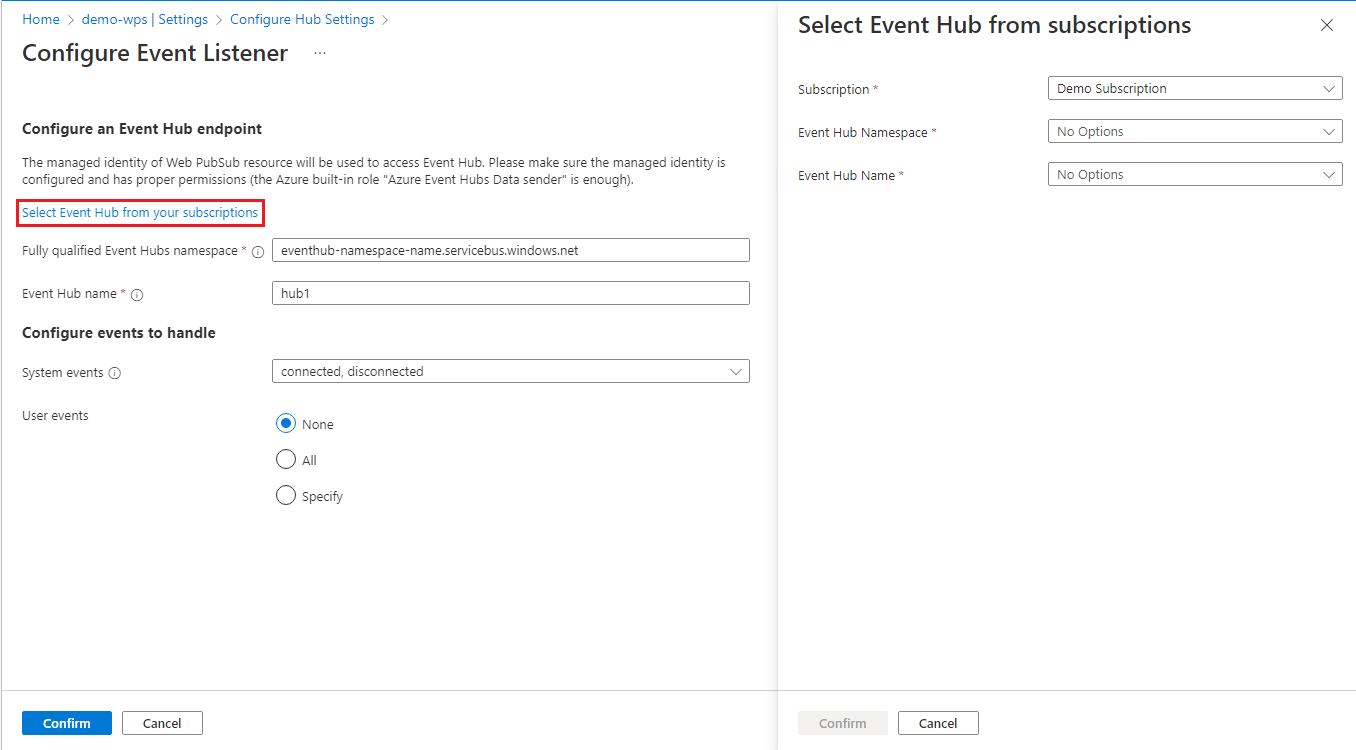 Home > demo-wps | Settings > Configure Hub Settings >
Configure Event Listener ...
Configure an Event Hub endpoint
The managed identity of Web PubSub resource will be used to access Event Hub. Please make sure the managed identity is
configured and has proper permissions (the Azure built-in role "Azure Event Hubs Data sender" is enough).
Select Event Hub from your subscriptions
Fully qualified Event Hubs namespace * eventhub-namespace-name.servicebus.windows.net
Event Hub name * hub1
Configure events to handle
System events connected, disconnected
User events
None
All
Specify
Confirm Cancel
Select Event Hub from subscriptions
Subscription * Demo Subscription
Event Hub Namespace * No Options
Event Hub Name * No Options
Confirm Cancel